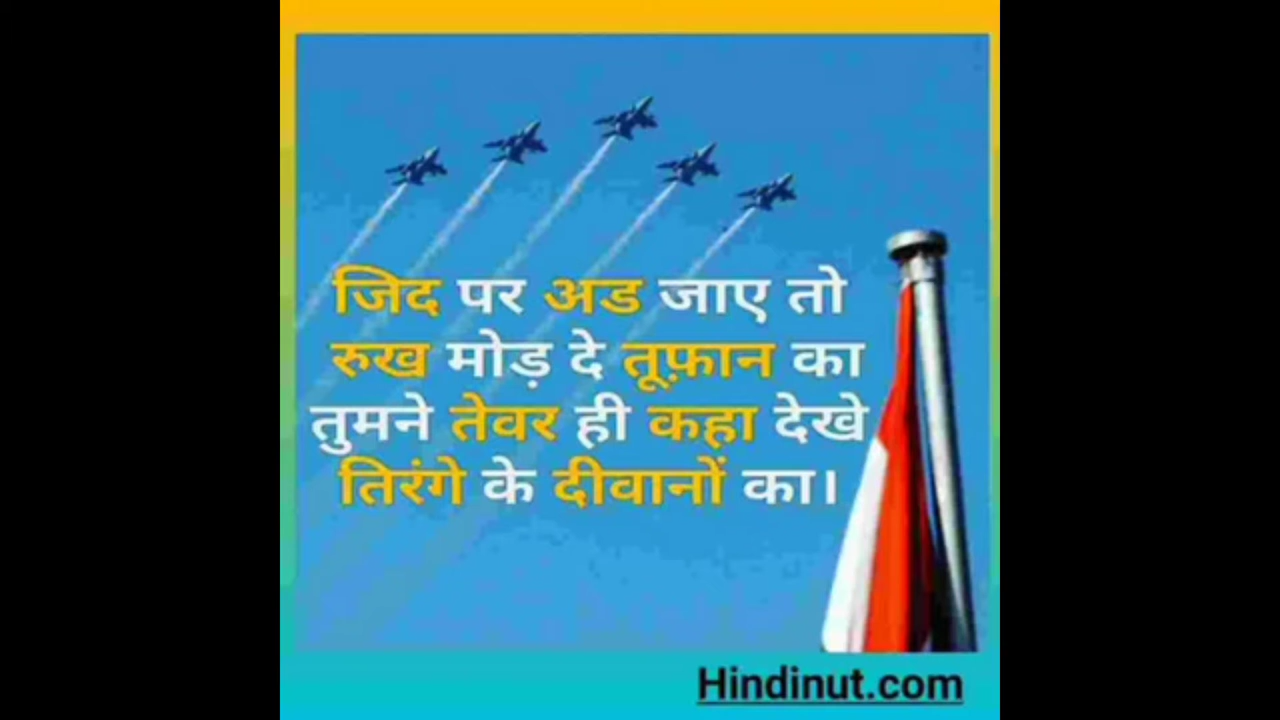 जिद पर अड जाए तो
रुख मोड़ दे तूफ़ान का
तुमने तेवर ही कहा देखे
तिरंगे के दीवानों का।
Hindinut.com